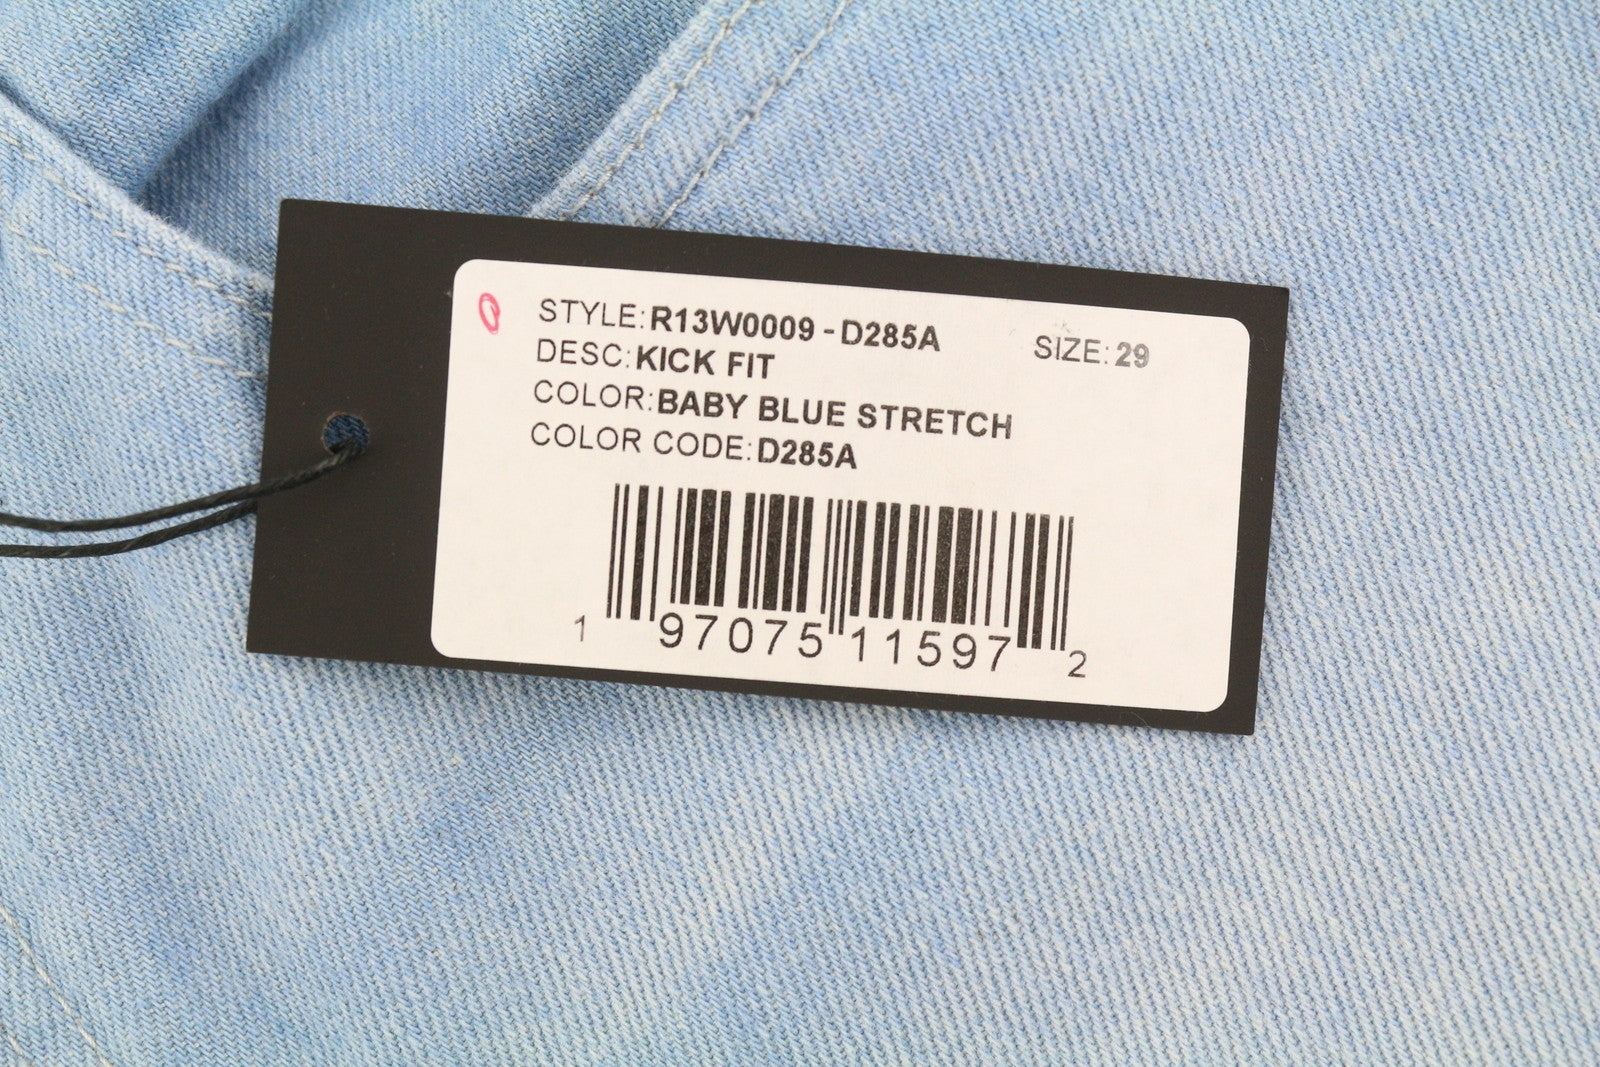 STYLE: R13W0009 - D285A SIZE: 29
DESC: KICK FIT
COLOR: BABY BLUE STRETCH
COLOR CODE: D285A
1 97075 11597 2